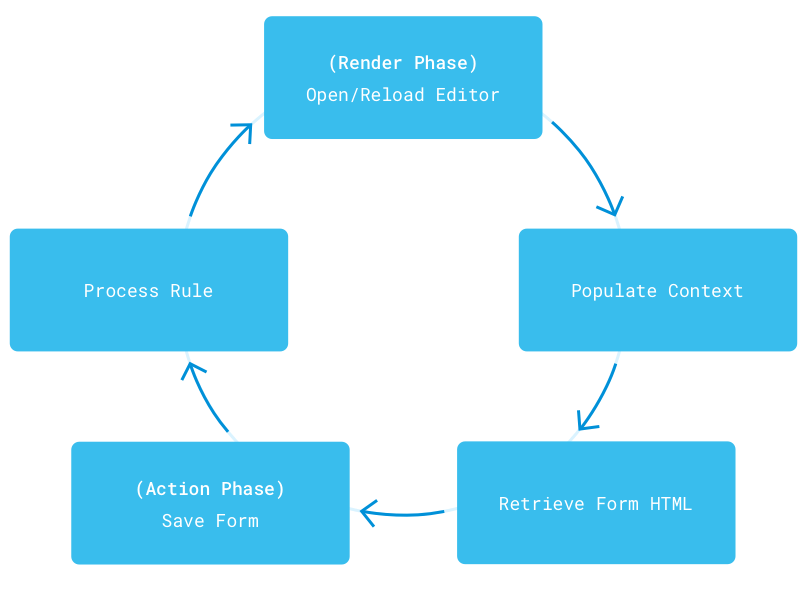 (Render Phase)
Open/Reload Editor
Process Rule
Populate Context
(Action Phase)
Save Form
Retrieve Form HTML